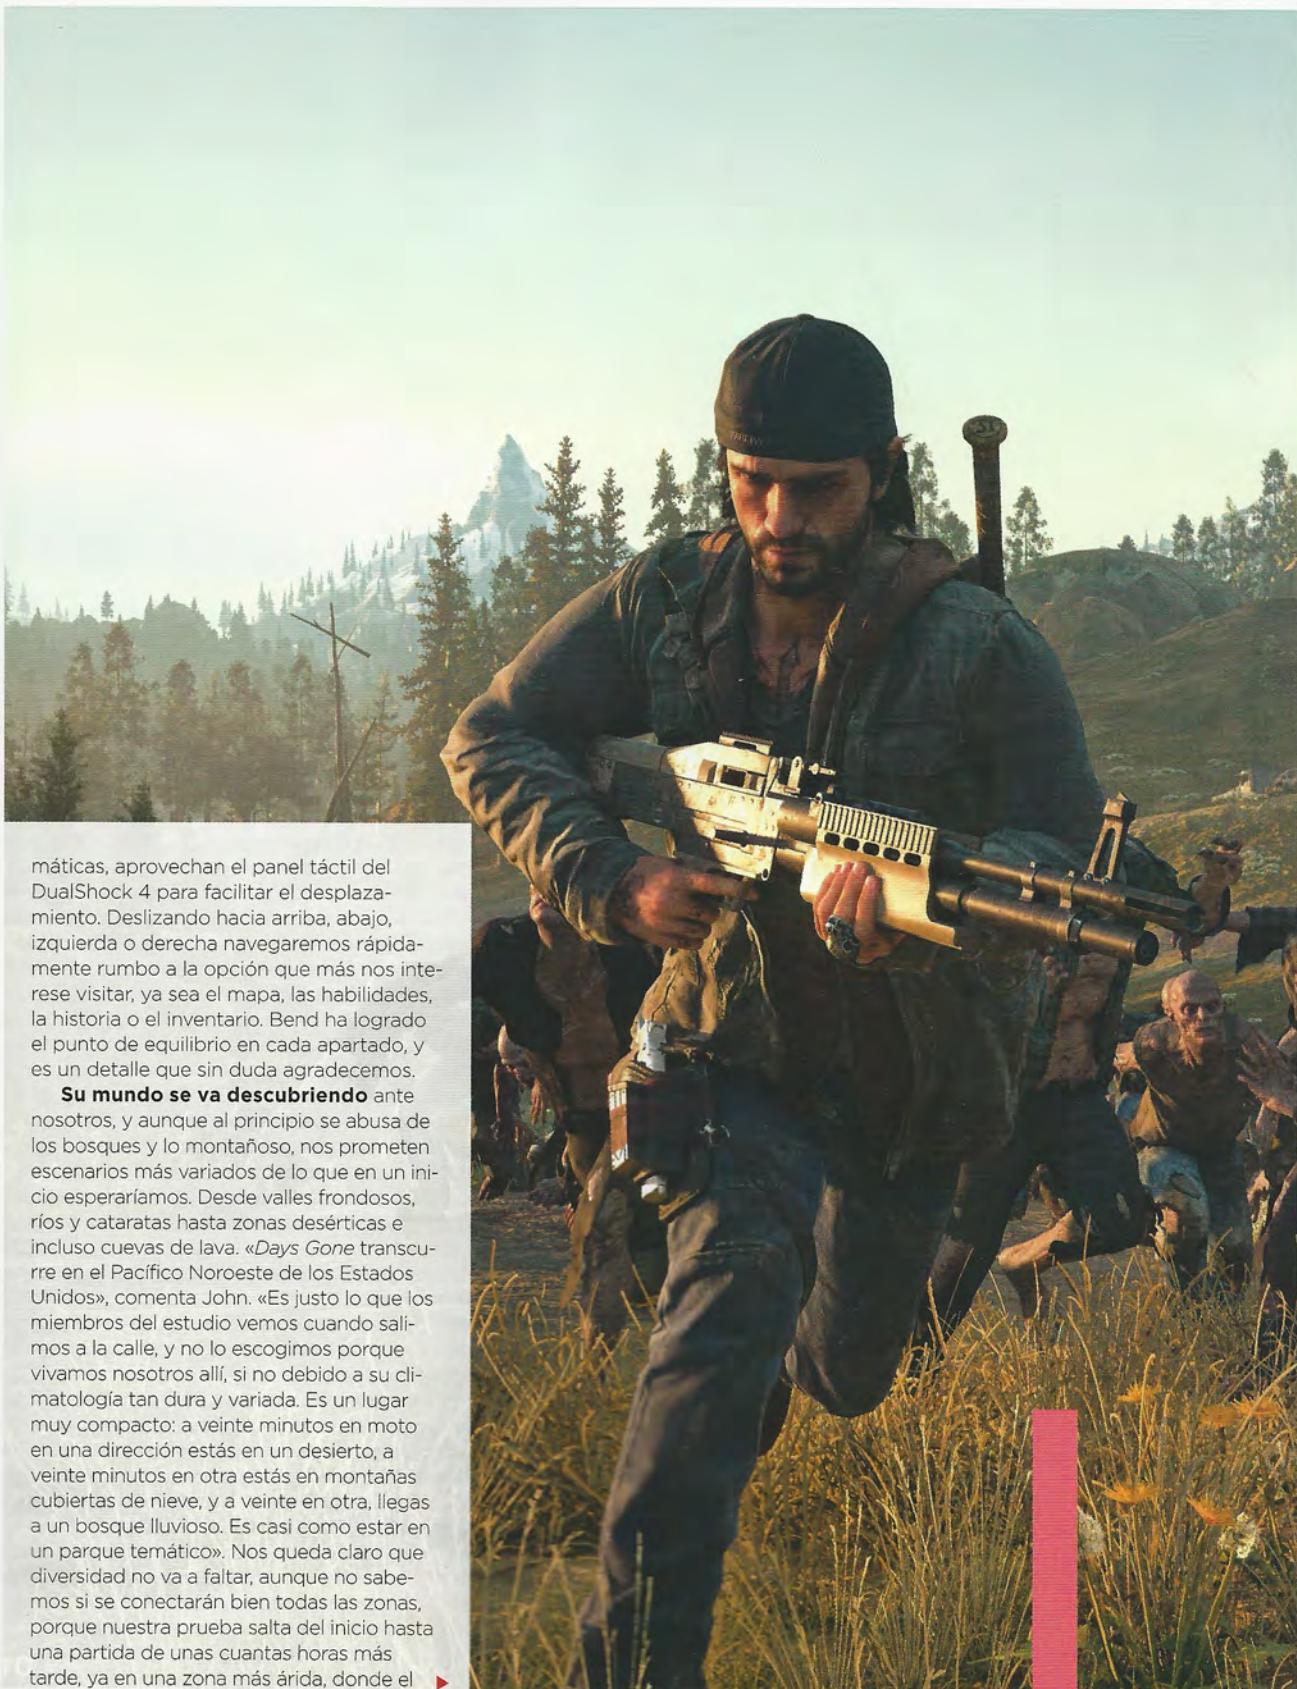 máticas, aprovechan el panel táctil del
DualShock 4 para facilitar el desplaza-
miento. Deslizando hacia arriba, abajo,
izquierda o derecha navegaremos rápida-
mente rumbo a la opción que más nos inte-
rese visitar, ya sea el mapa, las habilidades,
la historia o el inventario. Bend ha logrado
el punto de equilibrio en cada apartado, y
es un detalle que sin duda agradecemos.
Su mundo se va descubriendo ante
nosotros, y aunque al principio se abusa de
los bosques y lo montañoso, nos prometen
escenarios más variados de lo que en un ini-
cio esperaríamos. Desde valles frondosos,
ríos y cataratas hasta zonas desérticas e
incluso cuevas de lava. «Days Gone transcu-
rre en el Pacífico Noroeste de los Estados
Unidos», comenta John. «Es justo lo que los
miembros del estudio vemos cuando sali-
mos a la calle, y no lo escogimos porque
vivamos nosotros allí, si no debido a su cli-
matología tan dura y variada. Es un lugar
muy compacto: a veinte minutos en moto
en una dirección estás en un desierto, a
veinte minutos en otra estás en montañas
cubiertas de nieve, y a veinte en otra, llegas
a un bosque lluvioso. Es casi como estar en
un parque temático». Nos queda claro que
diversidad no va a faltar, aunque no sabe-
mos si se conectarán bien todas las zonas,
porque nuestra prueba salta del inicio hasta
una partida de unas cuantas horas más
tarde, ya en una zona más árida, donde el